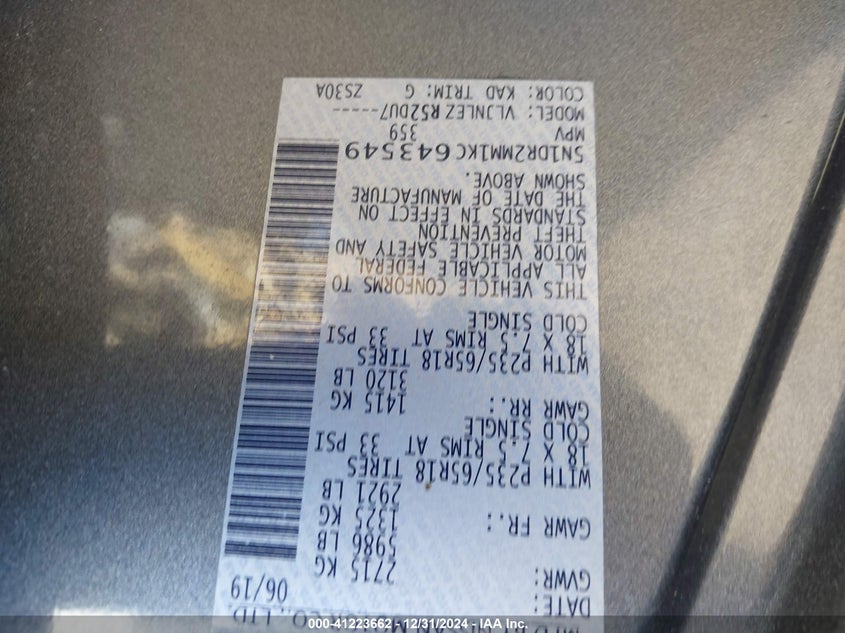 CO., LTD.
DATE: 06/19
GVWR: 2715 KG
5986 LB
GAWR FR.: 1325 KG
2921 LB
WITH P235/65R18 TIRES
18 X 7.5 RIMS AT 33 PSI
COLD SINGLE
GAWR RR.: 1415 KG
3120 LB
WITH P235/65R18 TIRES
18 X 7.5 RIMS AT 33 PSI
COLD SINGLE
THIS VEHICLE CONFORMS TO
ALL APPLICABLE FEDERAL
MOTOR VEHICLE SAFETY AND
THEFT PREVENTION
STANDARDS IN EFFECT ON
THE DATE OF MANUFACTURE
SHOWN ABOVE.
5N1DR2MM1KC643549
MPV 359
MODEL: VLJNLEZ R52DU7-----
COLOR: KAD TRIM: G ZS30A
000-41223662 - 12/31/2024 - IAA Inc.